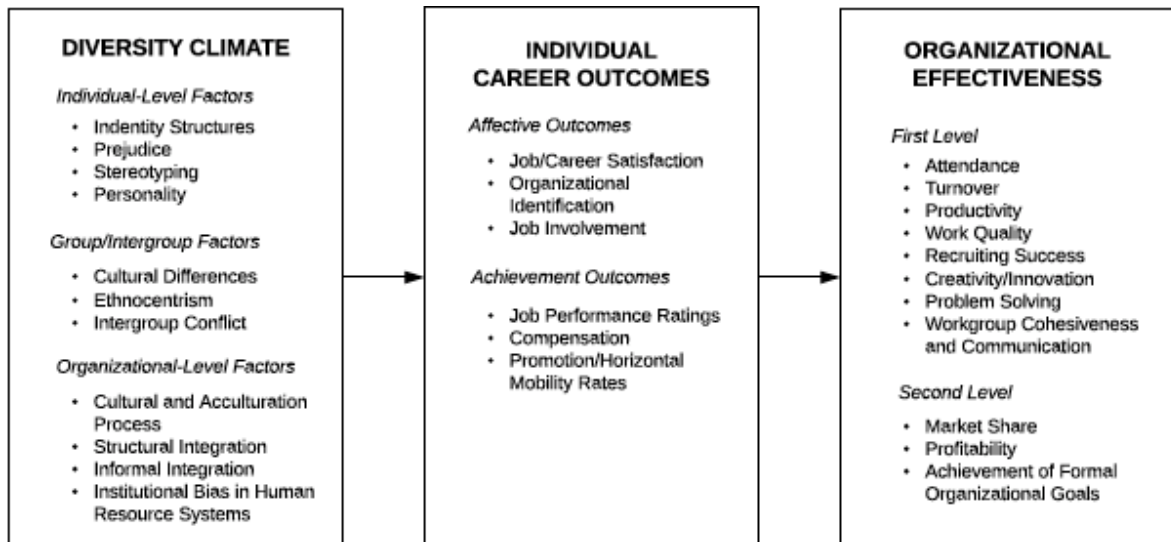 DIVERSITY CLIMATE
Individual-Level Factors
• Indentity Structures
• Prejudice
• Stereotyping
• Personality
Group/Intergroup Factors
• Cultural Differences
• Ethnocentrism
• Intergroup Conflict
Organizational-Level Factors
• Cultural and Acculturation
Process
• Structural Integration
• Informal Integration
• Institutional Bias in Human
Resource Systems
INDIVIDUAL
CAREER OUTCOMES
Affective Outcomes
• Job/Career Satisfaction
• Organizational
Identification
• Job Involvement
Achievement Outcomes
• Job Performance Ratings
• Compensation
• Promotion/Horizontal
Mobility Rates
ORGANIZATIONAL
EFFECTIVENESS
First Level
• Attendance
• Turnover
• Productivity
• Work Quality
• Recruiting Success
• Creativity/Innovation
• Problem Solving
• Workgroup Cohesiveness
and Communication
Second Level
• Market Share
• Profitability
• Achievement of Formal
Organizational Goals